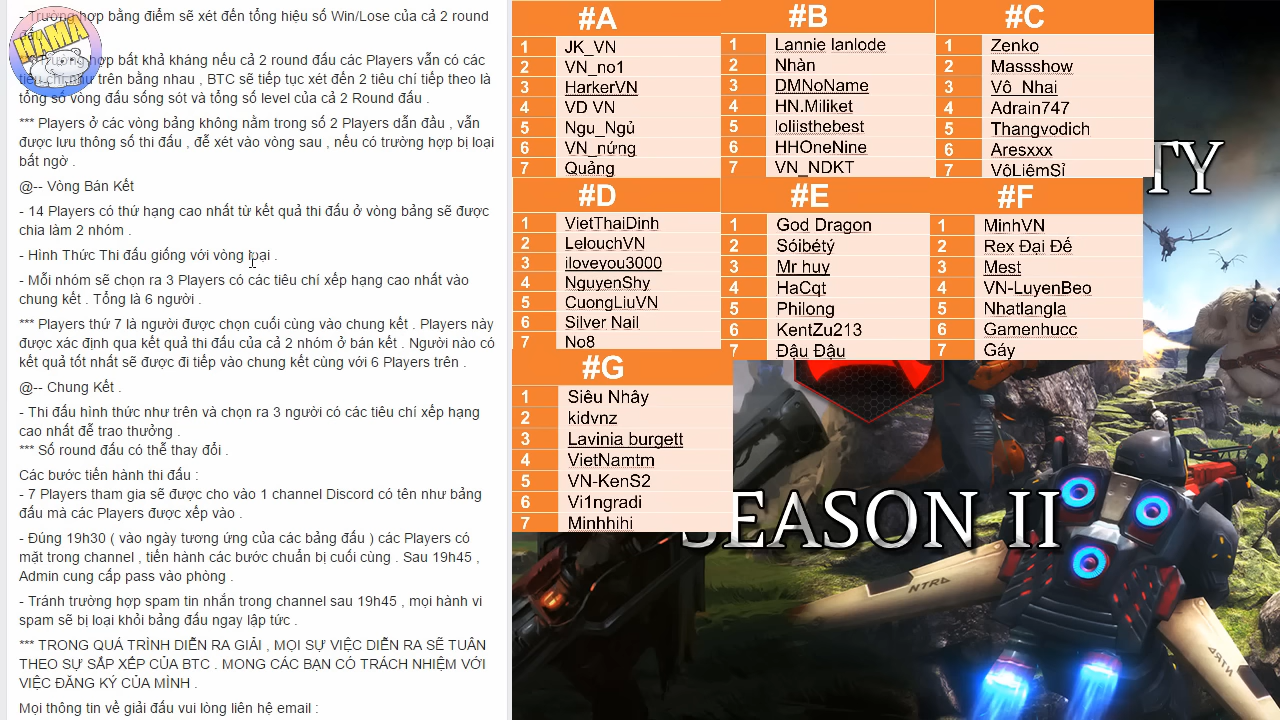 - Trường hợp bằng điểm sẽ xét đến tổng hiệu số Win/Lose của cả 2 round
HAMA
hợp bất khả kháng nếu cả 2 round đấu các Players vẫn có các
trên bằng nhau , BTC sẽ tiếp tục xét đến 2 tiêu chí tiếp theo là
tổng số vòng đấu sống sót và tổng số level của cả 2 Round đấu .
*** Players ở các vòng bảng không nằm trong số 2 Players dẫn đầu , vẫn
được lưu thông số thi đấu , để xét vào vòng sau , nếu có trường hợp bị loại
bất ngờ .
@-- Vòng Bán Kết
- 14 Players có thứ hạng cao nhất từ kết quả thi đấu ở vòng bảng sẽ được
chia làm 2 nhóm .
- Hình Thức Thi đấu giống với vòng loại .
- Mỗi nhóm sẽ chọn ra 3 Players có các tiêu chí xếp hạng cao nhất vào
chung kết . Tổng là 6 người .
*** Players thứ 7 là người được chọn cuối cùng vào chung kết . Players này
được xác định qua kết quả thi đấu của cả 2 nhóm ở bán kết . Người nào có
kết quả tốt nhất sẽ được đi tiếp vào chung kết cùng với 6 Players trên .
@-- Chung Kết .
- Thi đấu hình thức như trên và chọn ra 3 người có các tiêu chí xếp hạng
cao nhất để trao thưởng .
*** Số round đấu có thể thay đổi .
Các bước tiến hành thi đấu :
- 7 Players tham gia sẽ được cho vào 1 channel Discord có tên như bảng
đấu mà các Players được xếp vào .
- Đúng 19h30 ( vào ngày tương ứng của các bảng đấu ) các Players có
mặt trong channel , tiến hành các bước chuẩn bị cuối cùng . Sau 19h45 ,
Admin cung cấp pass vào phòng .
- Tránh trường hợp spam tin nhắn trong channel sau 19h45 , mọi hành vi
spam sẽ bị loại khỏi bảng đấu ngay lập tức .
*** TRONG QUÁ TRÌNH DIỄN RA GIẢI , MỌI SỰ VIỆC DIỄN RA SẼ TUÂN
THEO SỰ SẮP XẾP CỦA BTC . MONG CÁC BẠN CÓ TRÁCH NHIỆM VỚI
VIỆC ĐĂNG KÝ CỦA MÌNH .
Mọi thông tin về giải đấu vui lòng liên hệ email :
#A
1 JK_VN
2 VN_no1
3 HarkerVN
4 VD VN
5 Ngu_Ngủ
6 VN_nứng
7 Quảng
#B
1 Lannie lanlode
2 Nhàn
3 DMNoName
4 HN.Miliket
5 loliisthebest
6 HHOneNine
7 VN_NDKT
#C
1 Zenko
2 Massshow
3 Vô_Nhai
4 Adrain747
5 Thangvodich
6 Aresxxx
7 VôLiêmSỉ
#D
1 VietThaiDinh
2 LelouchVN
3 iloveyou3000
4 NguyenShy
5 CuongLiuVN
6 Silver Nail
7 No8
#E
1 God Dragon
2 Sóibétý
3 Mr huy
4 HaCqt
5 Philong
6 KentZu213
7 Đậu Đậu
#F
1 MinhVN
2 Rex Đại Đế
3 Mest
4 VN-LuyenBeo
5 Nhatlangla
6 Gamenhucc
7 Gáy
#G
1 Siêu Nhây
2 kidvnz
3 Lavinia burgett
4 VietNamtm
5 VN-KenS2
6 Vi1ngradi
7 Minhhihi
TY
SEASON II
NTRA
NTRA